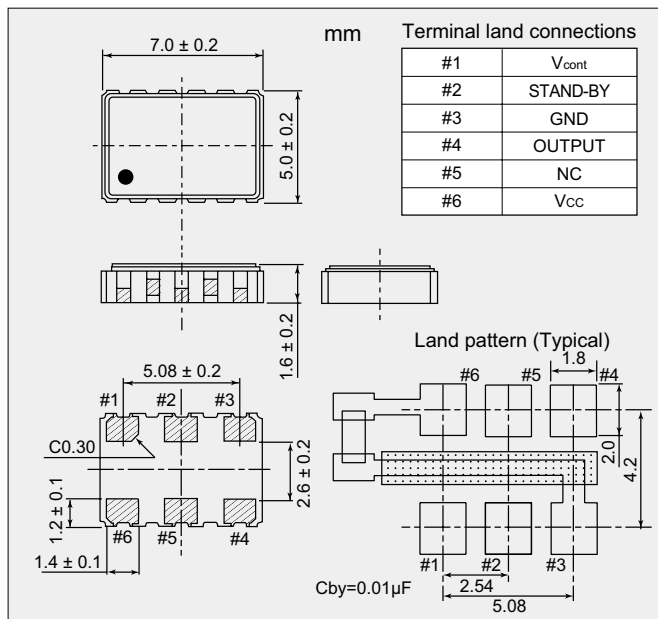 mm
7.0 ± 0.2
5.0 ± 0.2
Terminal land connections
#1 Vcont
#2 STAND-BY
#3 GND
#4 OUTPUT
#5 NC
#6 VCC
1.6 ± 0.2
5.08 ± 0.2
#1 #2 #3
C0.30
2.6 ± 0.2
1.2 ± 0.1
#6 #5 #4
1.4 ± 0.1
Land pattern (Typical)
1.8
#6 #5 #4
2.0
4.2
#1 #2 #3
Cby=0.01µF
2.54
5.08